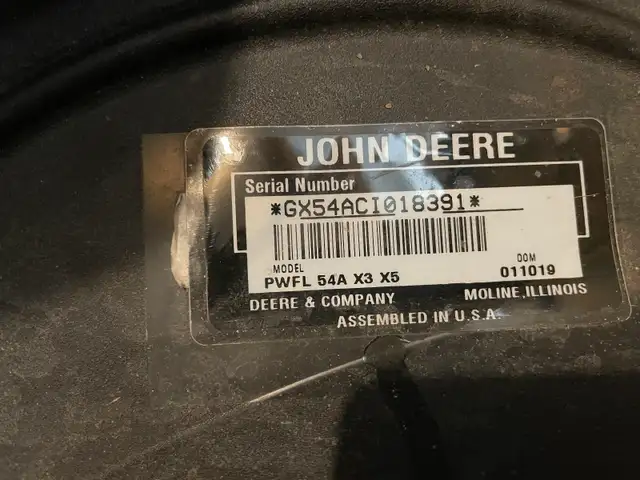 JOHN DEERE
Serial Number
*GX54ACI018391*
MODEL DOM
PWFL 54A X3 X5 011019
DEERE & COMPANY MOLINE, ILLINOIS
ASSEMBLED IN U.S.A.